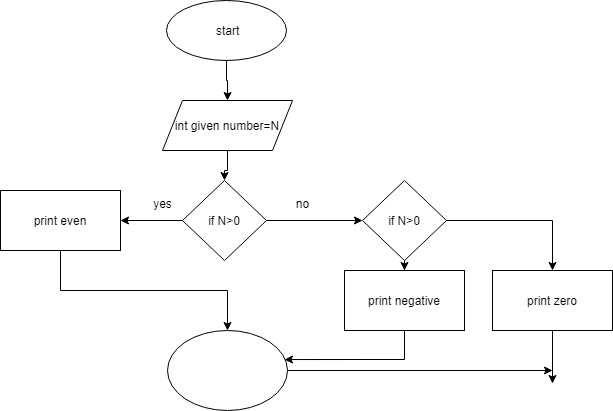 start
int given number=N
yes
no
print even
if N>0
if N>0
print negative
print zero